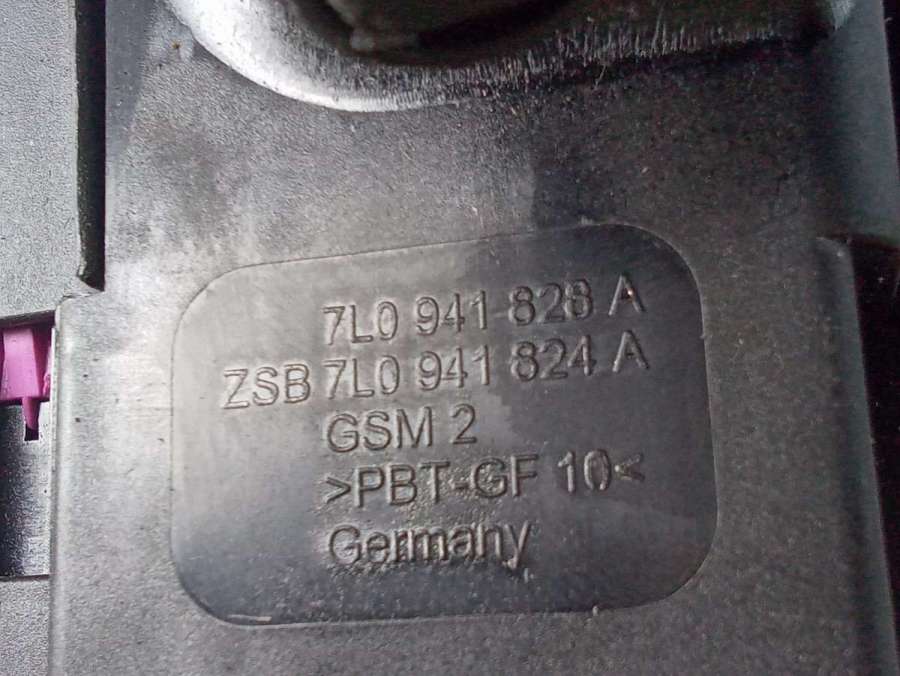 7L0 941 828 A
ZSB 7L0 941 824 A
GSM 2
>PBT-GF 10<
Germany